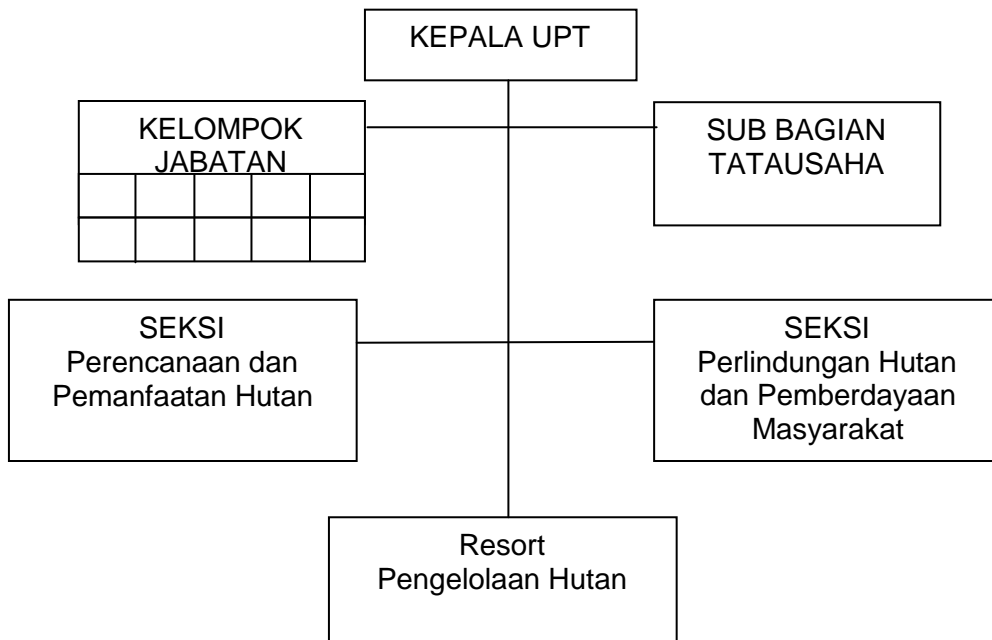 KEPALA UPT
KELOMPOK
JABATAN
SUB BAGIAN
TATAUSAHA
SEKSI
Perencanaan dan
Pemanfaatan Hutan
SEKSI
Perlindungan Hutan
dan Pemberdayaan
Masyarakat
Resort
Pengelolaan Hutan